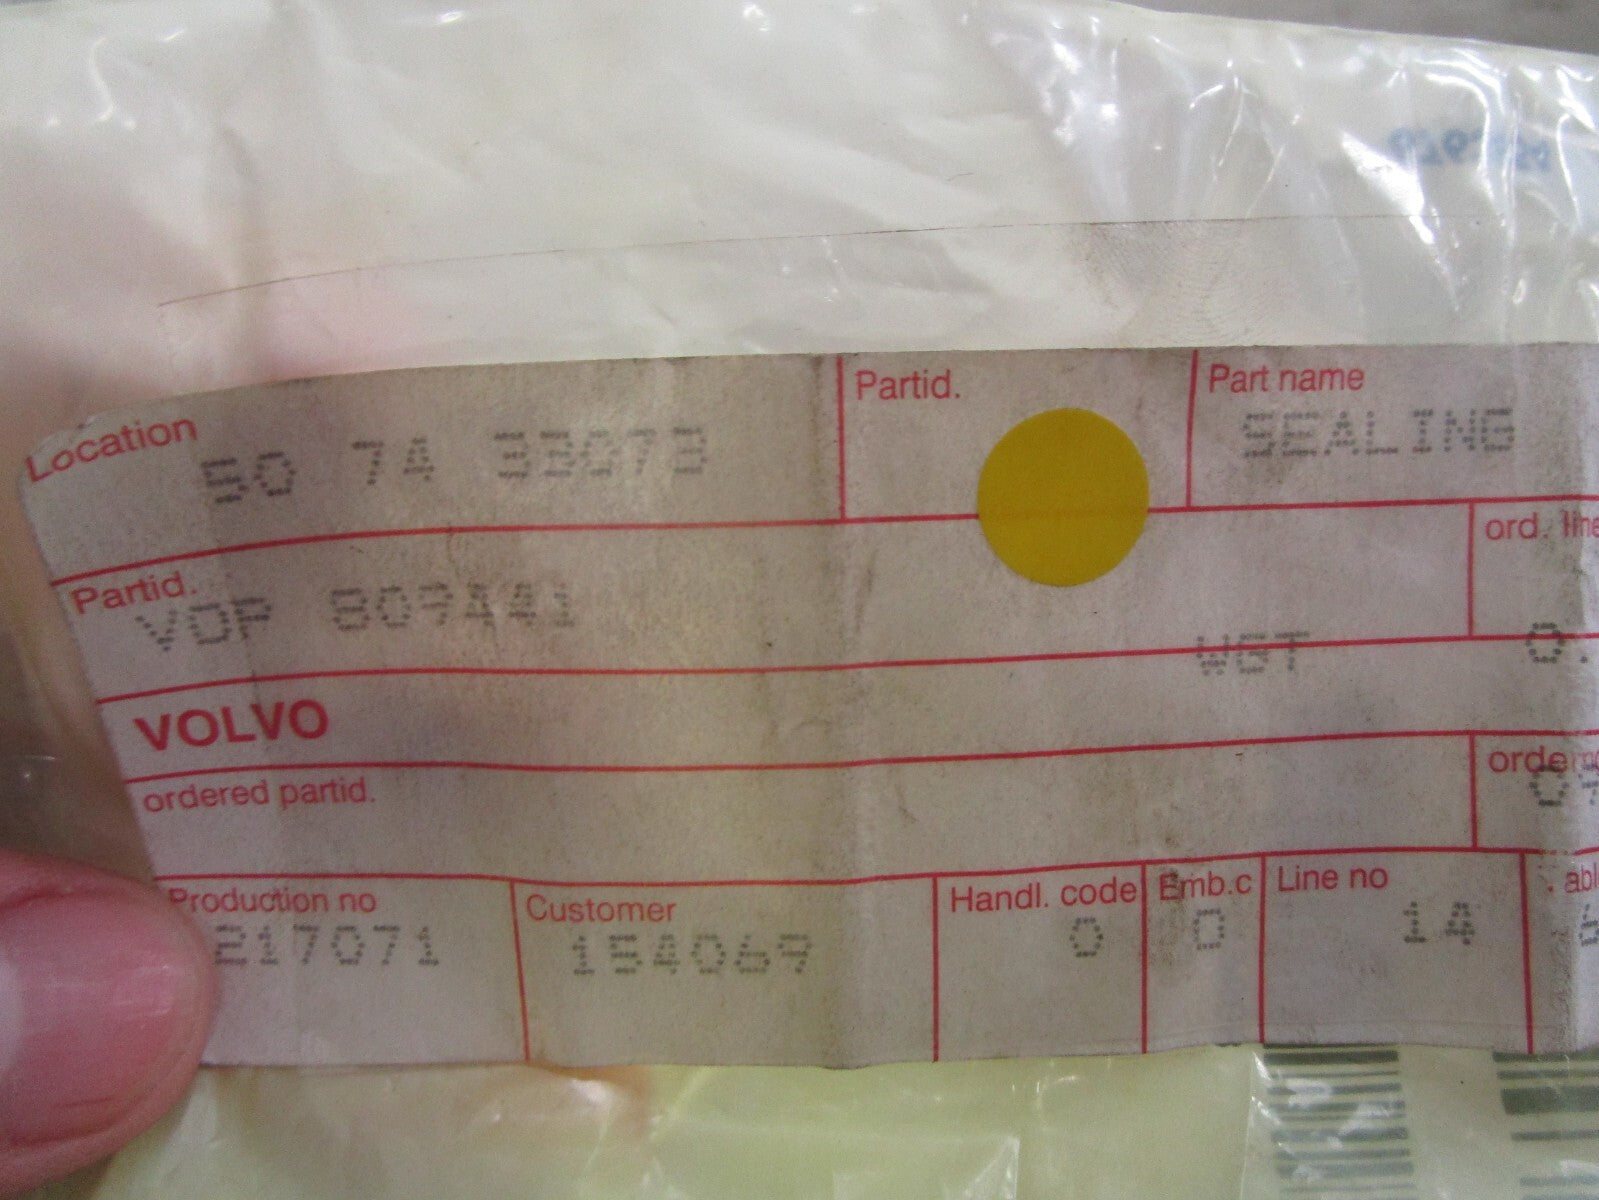 Location
Partid.
Part name
50 74
SEALING
Partid.
ord. line
VOP 809441
WGT 0.
VOLVO
ordered partid.
Production no
Customer
Handl. code
Emb.c
Line no
217071
154069
0
0
14